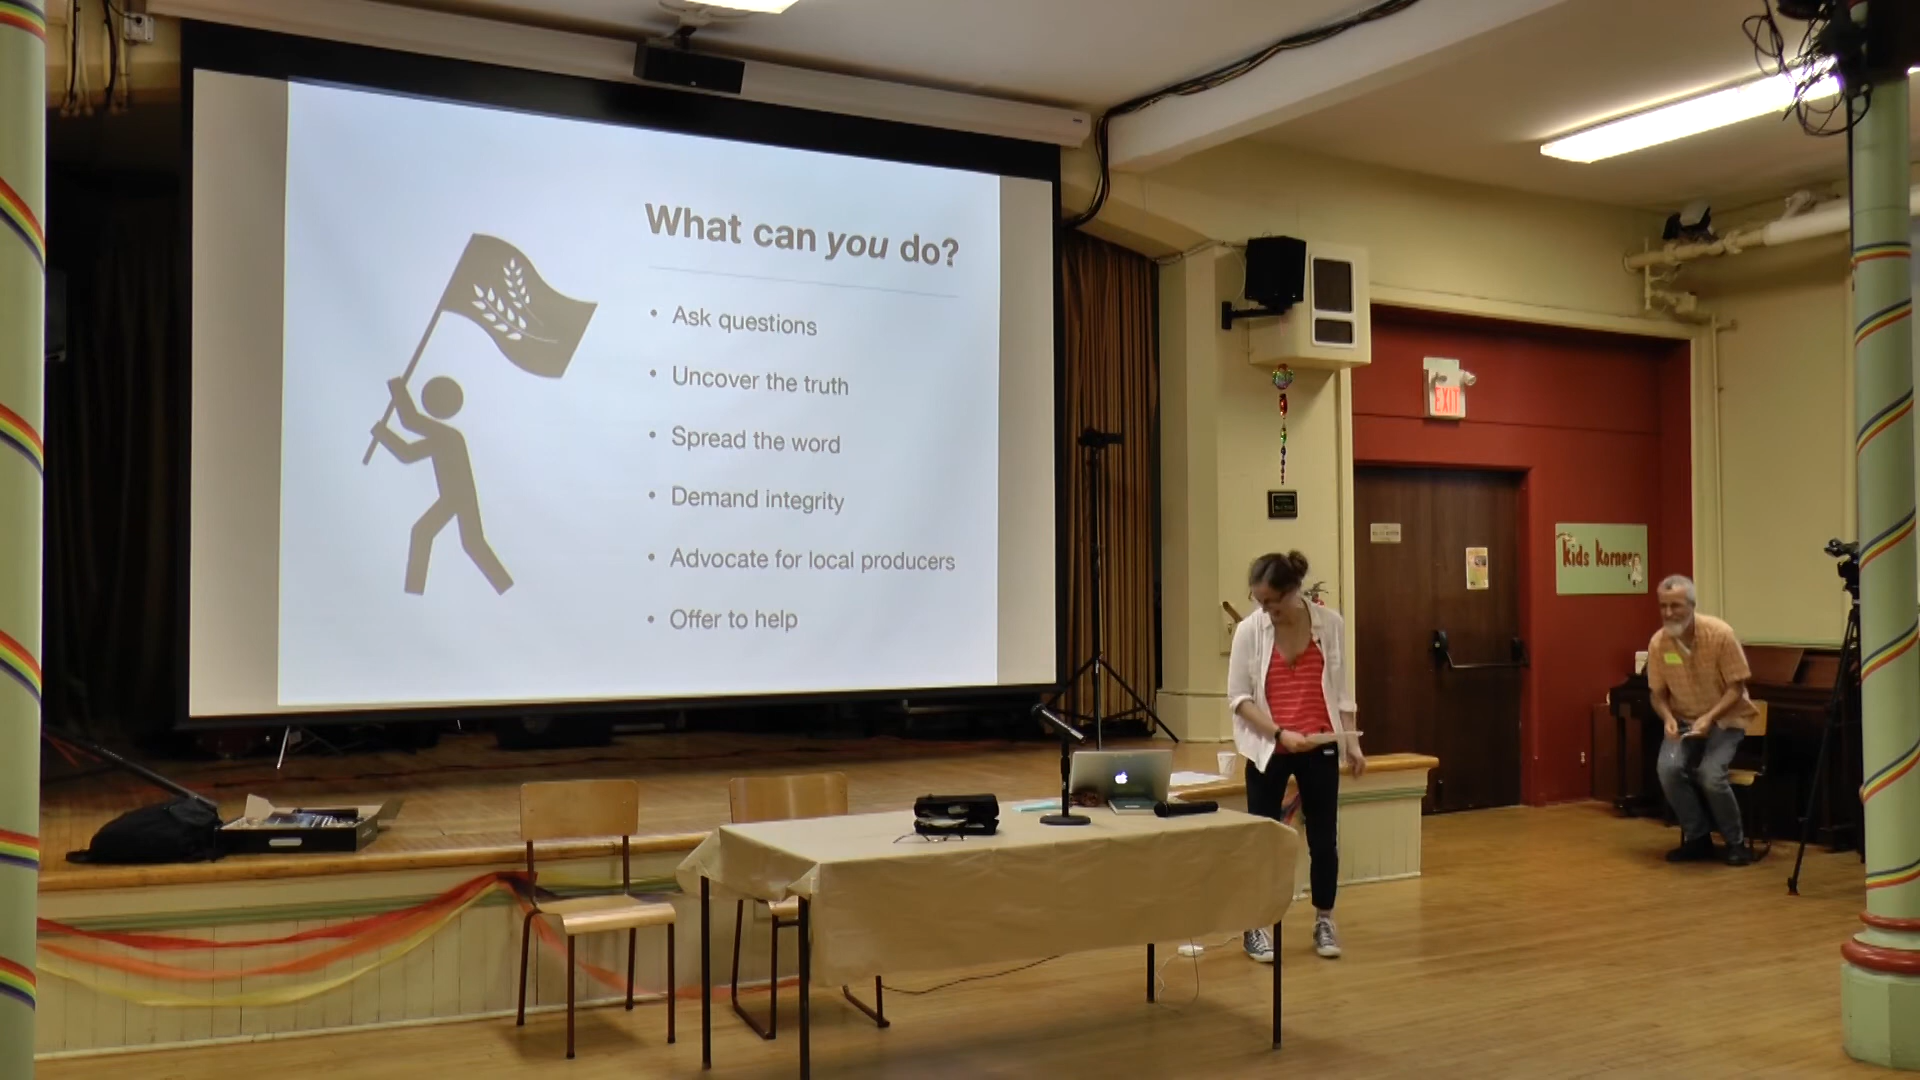 What can you do?
• Ask questions
• Uncover the truth
• Spread the word
• Demand integrity
• Advocate for local producers
• Offer to help
EXIT
Kids Korner